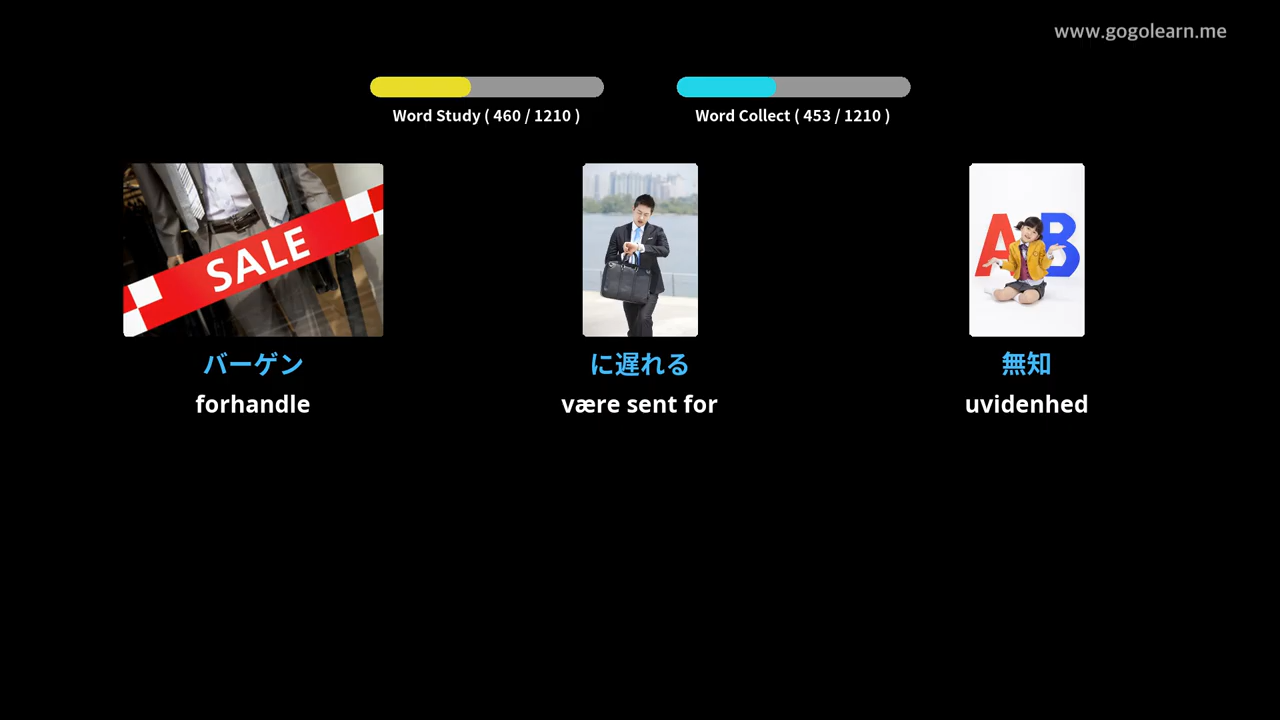 www.gogolearn.me
Word Study ( 460 / 1210 )
Word Collect ( 453 / 1210 )
SALE
A B
バーゲン
に遅れる
無知
forhandle
være sent for
uvidenhed